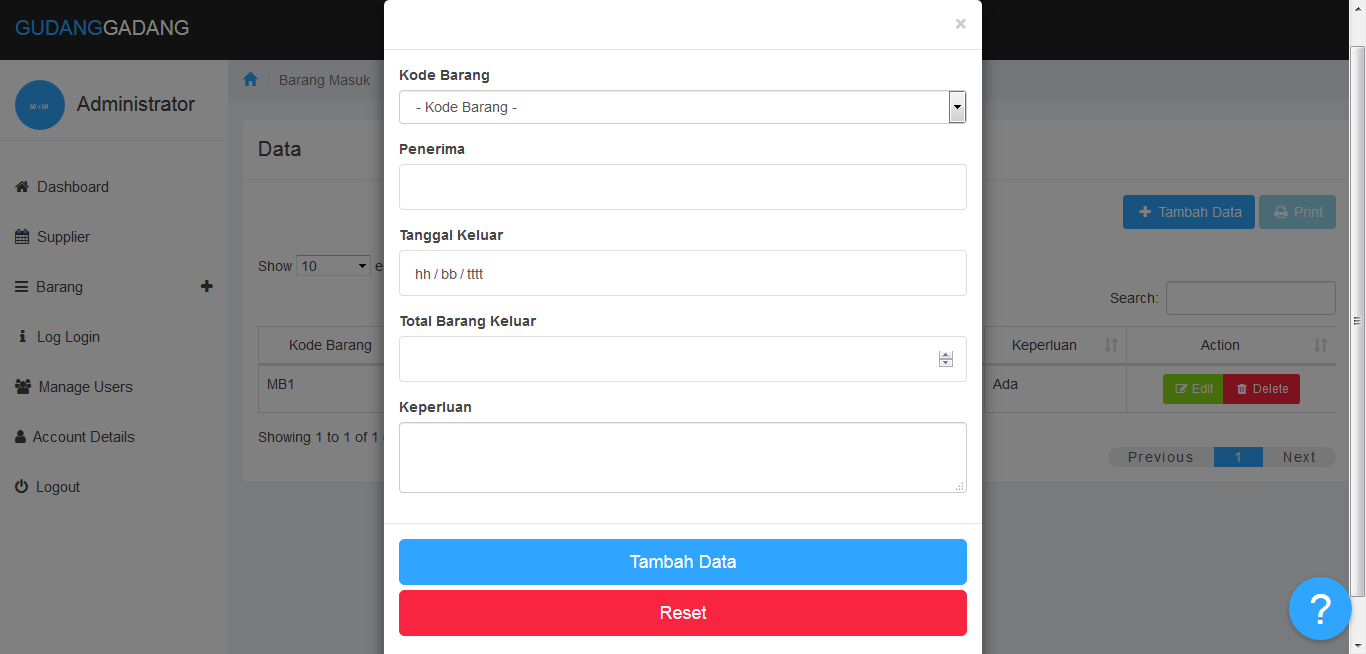 GUDANGGADANG
×
50 x 50
Administrator
Dashboard
Supplier
Barang
Log Login
Manage Users
Account Details
Logout
/ Barang Masuk
Data
Tambah Data
Print
Show 10 e
Search:
Kode Barang
Keperluan
Action
MB1
Ada
Edit
Delete
Showing 1 to 1 of 1
Previous 1 Next
Kode Barang
- Kode Barang -
Penerima
Tanggal Keluar
hh / bb / tttt
Total Barang Keluar
Keperluan
Tambah Data
Reset
?